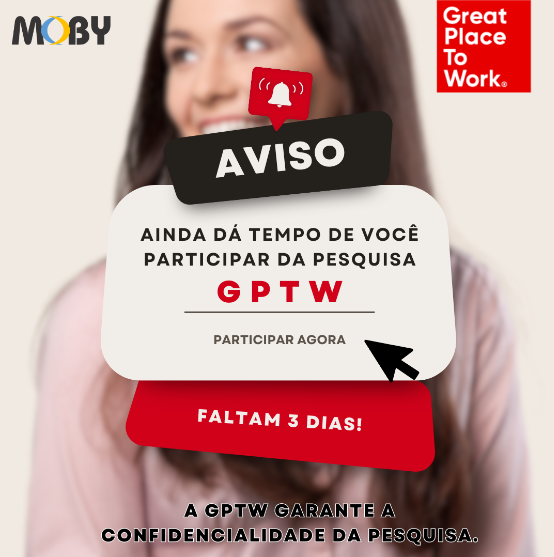 MOBY
Great
Place
To
Work®
AVISO
AINDA DÁ TEMPO DE VOCÊ
PARTICIPAR DA PESQUISA
GPTW
PARTICIPAR AGORA
FALTAM 3 DIAS!
A GPTW GARANTE A
CONFIDENCIALIDADE DA PESQUISA.